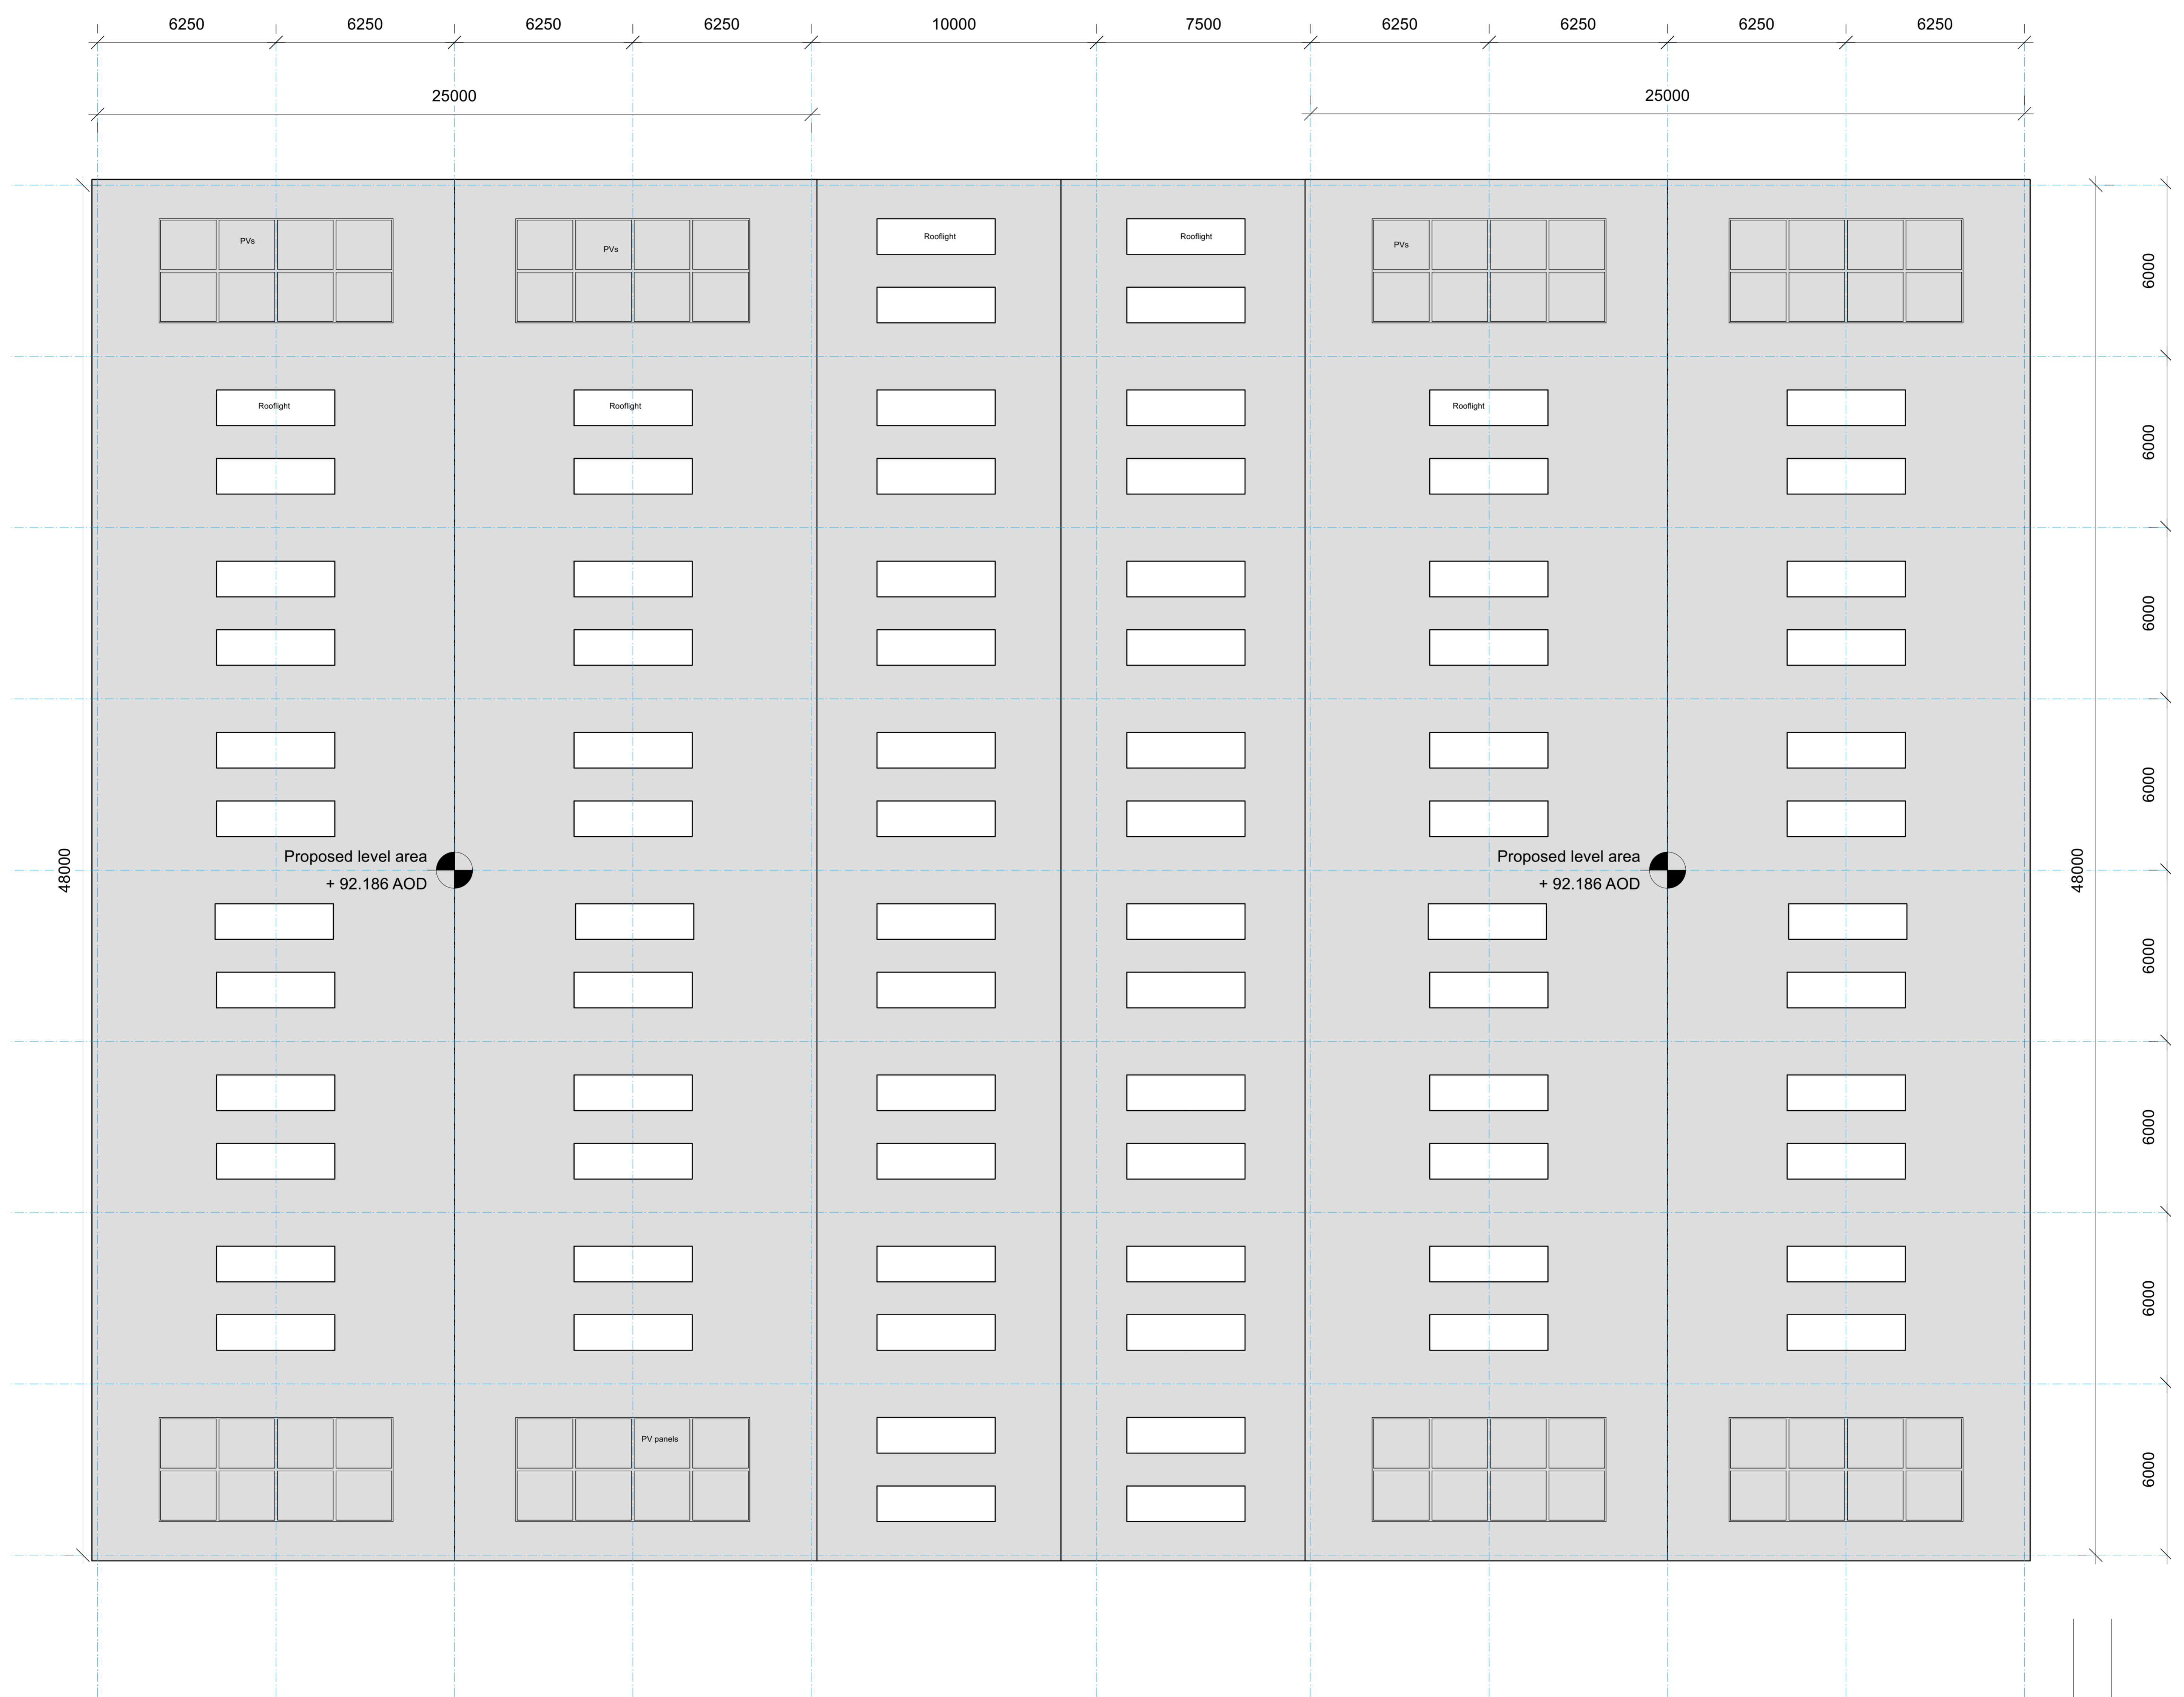 6250 6250 6250 6250 10000 7500 6250 6250 6250 6250
25000 25000
PVs PVs Rooflight Rooflight PVs
6000
Rooflight Rooflight Rooflight
6000
6000
6000
Proposed level area
+ 92.186 AOD
Proposed level area
+ 92.186 AOD
48000 48000
6000
6000
6000
PV panels
6000